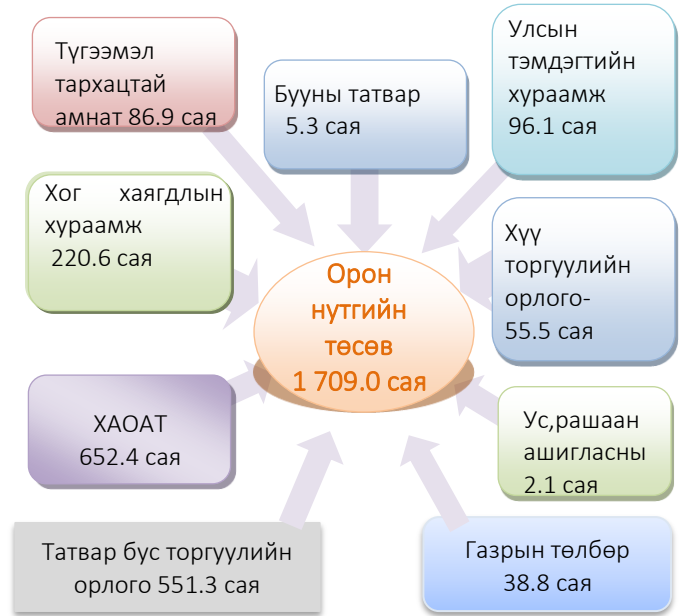 Түгээмэл
тархацтай
амнат 86.9 сая
Бууны татвар
5.3 сая
Улсын
тэмдэгтийн
хураамж
96.1 сая
Хог хаягдлын
хураамж
220.6 сая
Хүү
торгуулийн
орлого-
55.5 сая
Орон
нутгийн
төсөв
1 709.0 сая
ХАОАТ
652.4 сая
Ус,рашаан
ашигласны
2.1 сая
Татвар бус торгуулийн
орлого 551.3 сая
Газрын төлбөр
38.8 сая